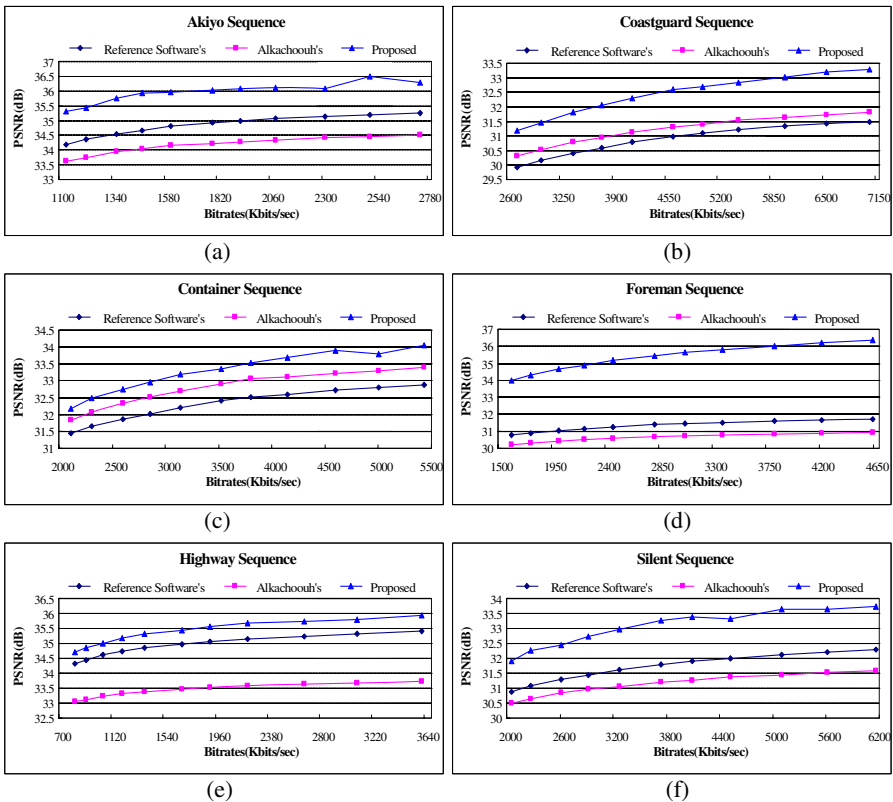 Akiyo Sequence
Reference Software's Alkachoouh's Proposed
PSNR(dB)
37
36.5
36
35.5
35
34.5
34
33.5
33
1100 1340 1580 1820 2060 2300 2540 2780
Bitrates(Kbits/sec)
(a)
Coastguard Sequence
Reference Software's Alkachoouh's Proposed
PSNR(dB)
33.5
33
32.5
32
31.5
31
30.5
30
29.5
2600 3250 3900 4550 5200 5850 6500 7150
Bitrates(Kbits/sec)
(b)
Container Sequence
Reference Software's Alkachoouh's Proposed
PSNR(dB)
34.5
34
33.5
33
32.5
32
31.5
31
2000 2500 3000 3500 4000 4500 5000 5500
Bitrates(Kbits/sec)
(c)
Foreman Sequence
Reference Software's Alkachoouh's Proposed
PSNR(dB)
37
36
35
34
33
32
31
30
1500 1950 2400 2850 3300 3750 4200 4650
Bitrates(Kbits/sec)
(d)
Highway Sequence
Reference Software's Alkachoouh's Proposed
PSNR(dB)
36.5
36
35.5
35
34.5
34
33.5
33
32.5
700 1120 1540 1960 2380 2800 3220 3640
Bitrates(Kbits/sec)
(e)
Silent Sequence
Reference Software's Alkachoouh's Proposed
PSNR(dB)
34
33.5
33
32.5
32
31.5
31
30.5
30
2000 2600 3200 3800 4400 5000 5600 6200
Bitrates(Kbits/sec)
(f)